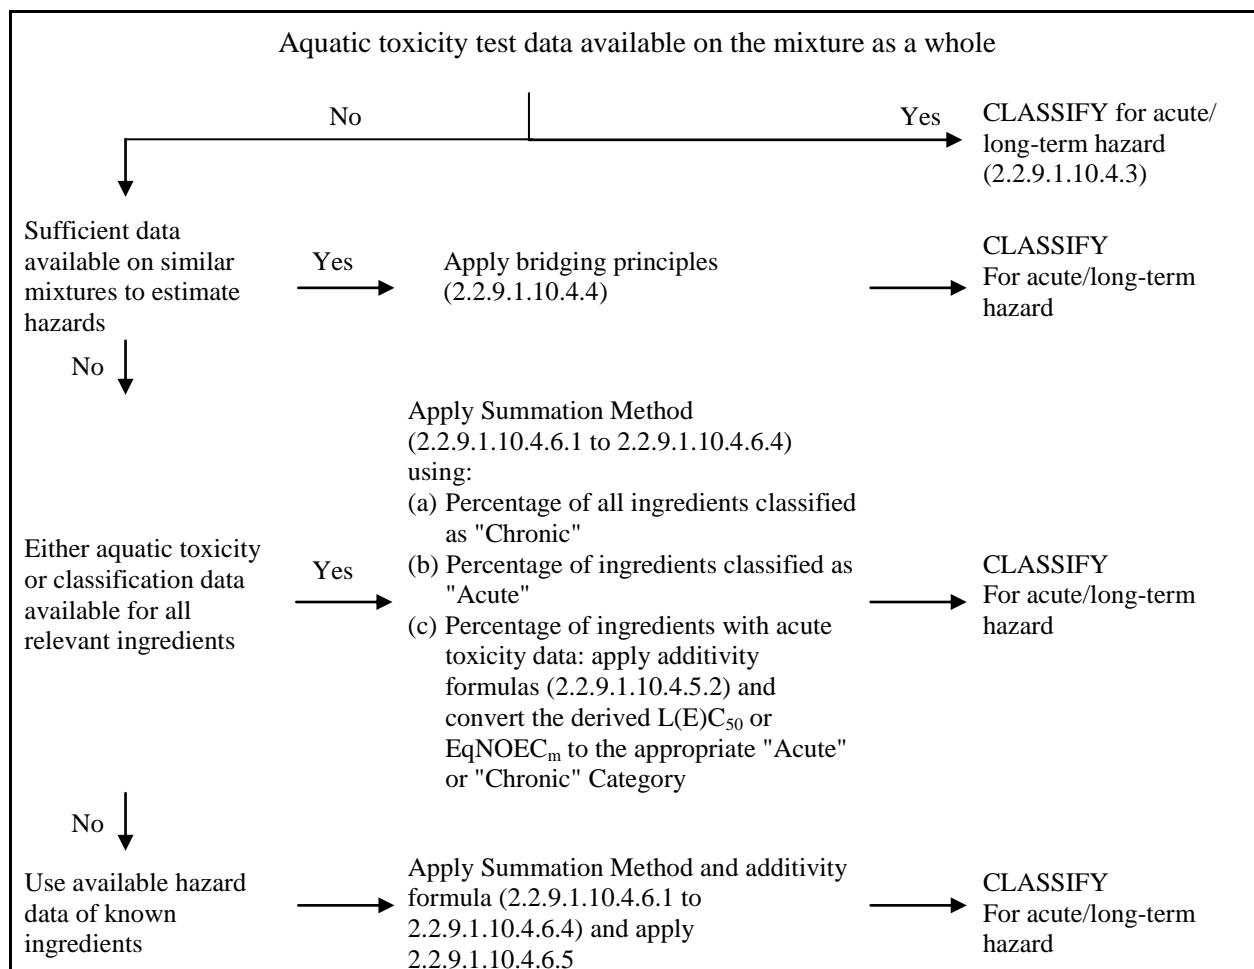 Aquatic toxicity test data available on the mixture as a whole
No
Yes
CLASSIFY for acute/
long-term hazard
(2.2.9.1.10.4.3)
Sufficient data
available on similar
mixtures to estimate
hazards
Yes
Apply bridging principles
(2.2.9.1.10.4.4)
CLASSIFY
For acute/long-term
hazard
No
Either aquatic toxicity
or classification data
available for all
relevant ingredients
Yes
Apply Summation Method
(2.2.9.1.10.4.6.1 to 2.2.9.1.10.4.6.4)
using:
(a) Percentage of all ingredients classified
as "Chronic"
(b) Percentage of ingredients classified as
"Acute"
(c) Percentage of ingredients with acute
toxicity data: apply additivity
formulas (2.2.9.1.10.4.5.2) and
convert the derived L(E)C50 or
EqNOECm to the appropriate "Acute"
or "Chronic" Category
CLASSIFY
For acute/long-term
hazard
No
Use available hazard
data of known
ingredients
Apply Summation Method and additivity
formula (2.2.9.1.10.4.6.1 to
2.2.9.1.10.4.6.4) and apply
2.2.9.1.10.4.6.5
CLASSIFY
For acute/long-term
hazard